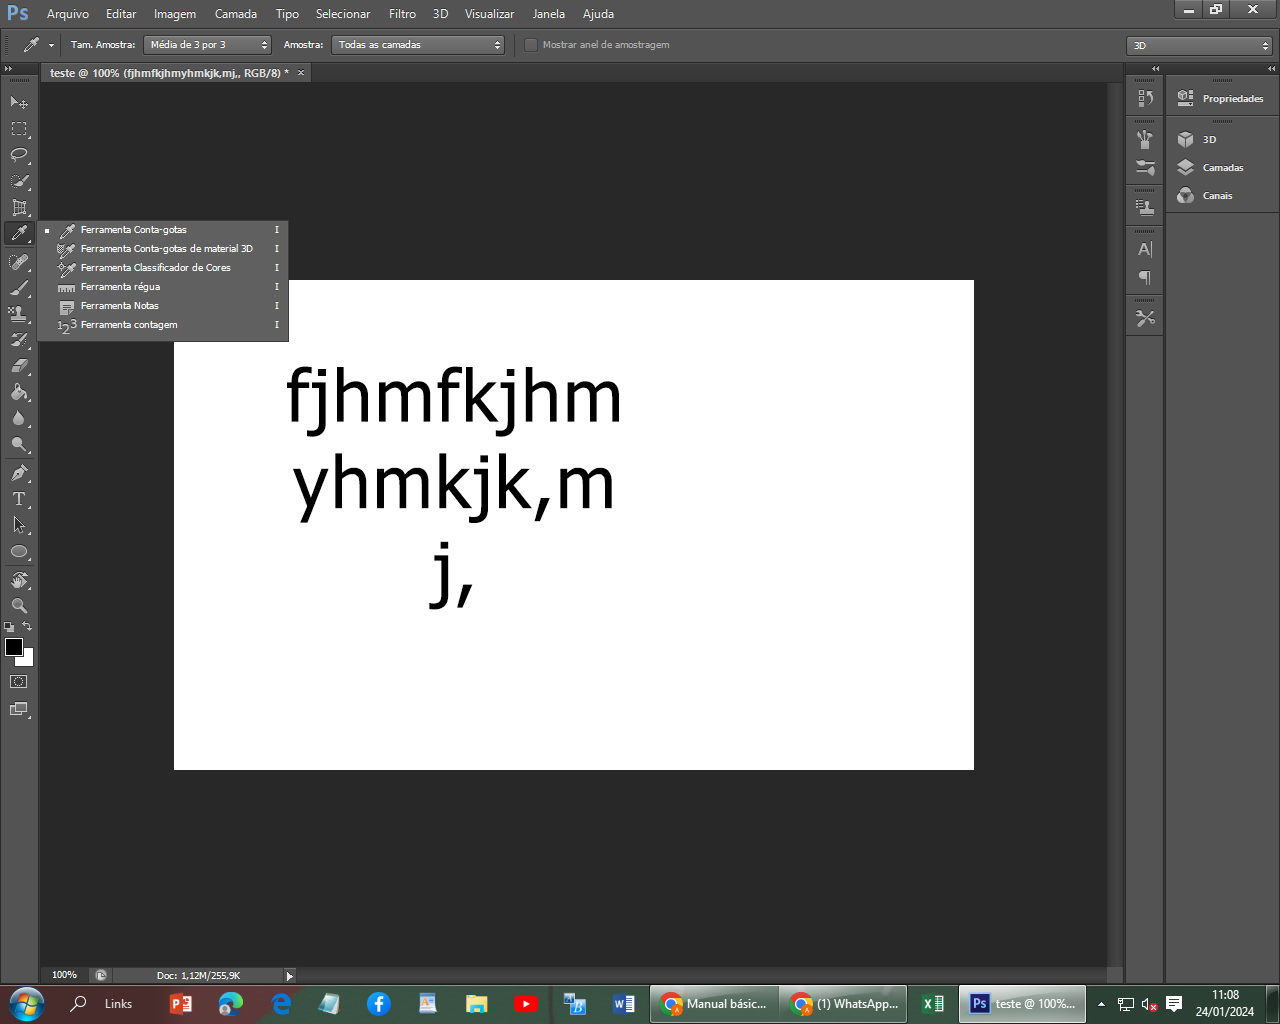 Ps Arquivo Editar Imagem Camada Tipo Selecionar Filtro 3D Visualizar Janela Ajuda
Tam. Amostra: Média de 3 por 3 Amostra: Todas as camadas Mostrar anel de amostragem 3D
teste @ 100% (fjhmfkjhmyhmkjk,mj,, RGB/8) * ×
Propriedades
3D
Camadas
Canais
Ferramenta Conta-gotas I
Ferramenta Conta-gotas de material 3D I
Ferramenta Classificador de Cores I
Ferramenta régua I
Ferramenta Notas I
Ferramenta contagem I
fjhmfkjhm
yhmkjk,m
j,
100% Doc: 1,12M/255,9K
Links Manual básic... (1) WhatsApp... teste @ 100%... 11:08
24/01/2024